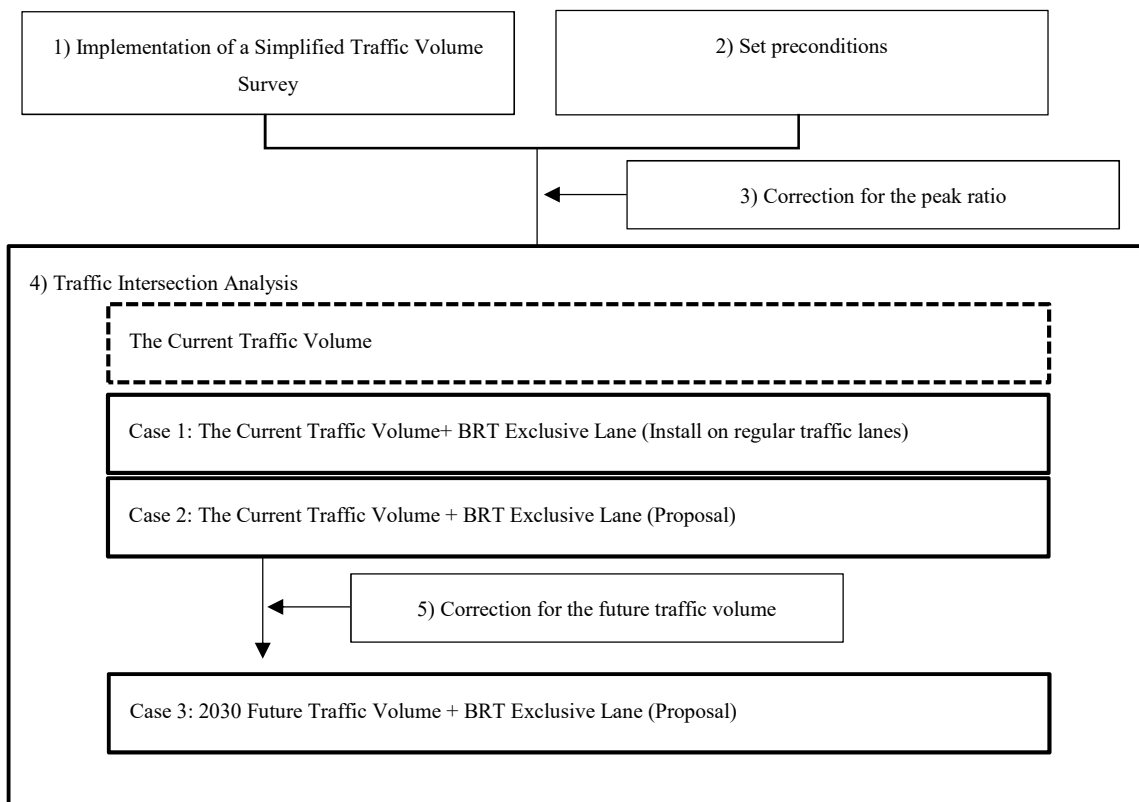 1) Implementation of a Simplified Traffic Volume
Survey
2) Set preconditions
3) Correction for the peak ratio
4) Traffic Intersection Analysis
The Current Traffic Volume
Case 1: The Current Traffic Volume+ BRT Exclusive Lane (Install on regular traffic lanes)
Case 2: The Current Traffic Volume + BRT Exclusive Lane (Proposal)
5) Correction for the future traffic volume
Case 3: 2030 Future Traffic Volume + BRT Exclusive Lane (Proposal)